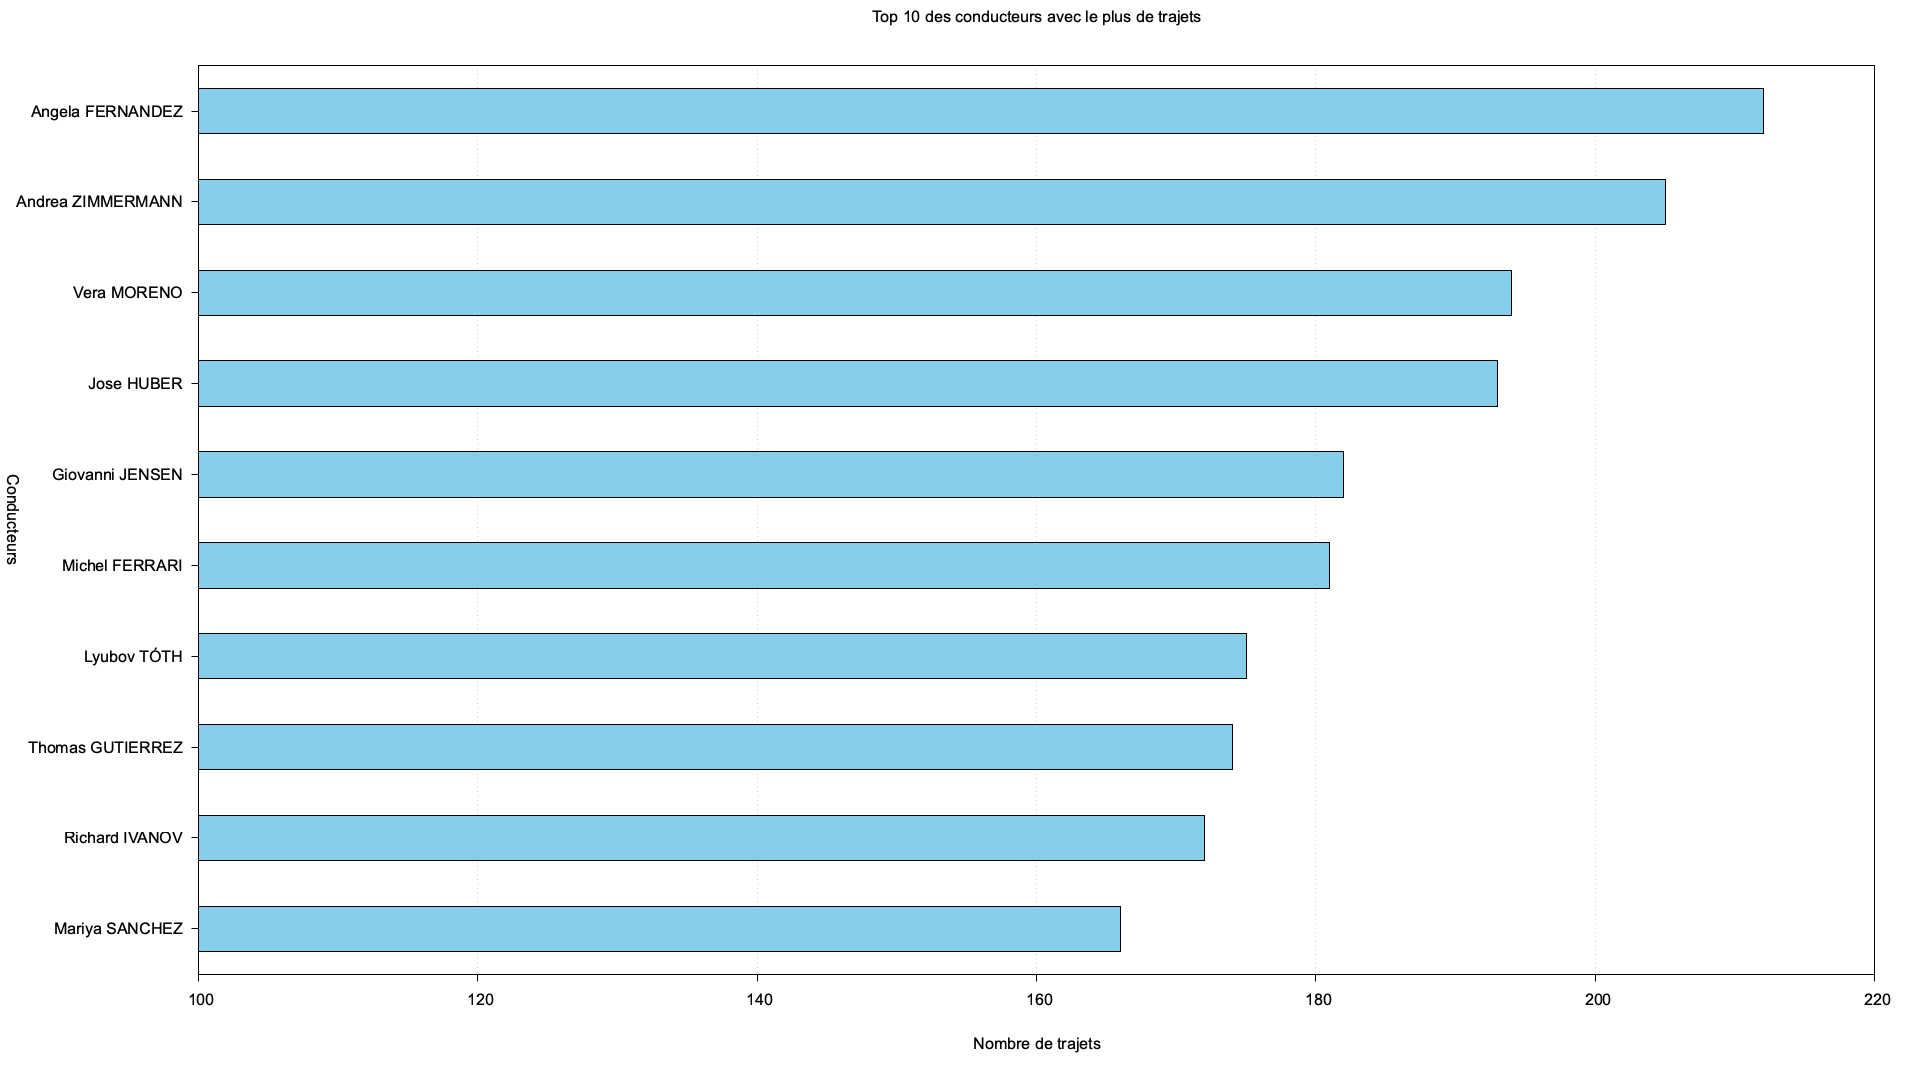 Top 10 des conducteurs avec le plus de trajets
Angela FERNANDEZ
Andrea ZIMMERMANN
Vera MORENO
Jose HUBER
Giovanni JENSEN
Michel FERRARI
Lyubov TÓTH
Thomas GUTIERREZ
Richard IVANOV
Mariya SANCHEZ
Conducteurs
100 120 140 160 180 200 220
Nombre de trajets